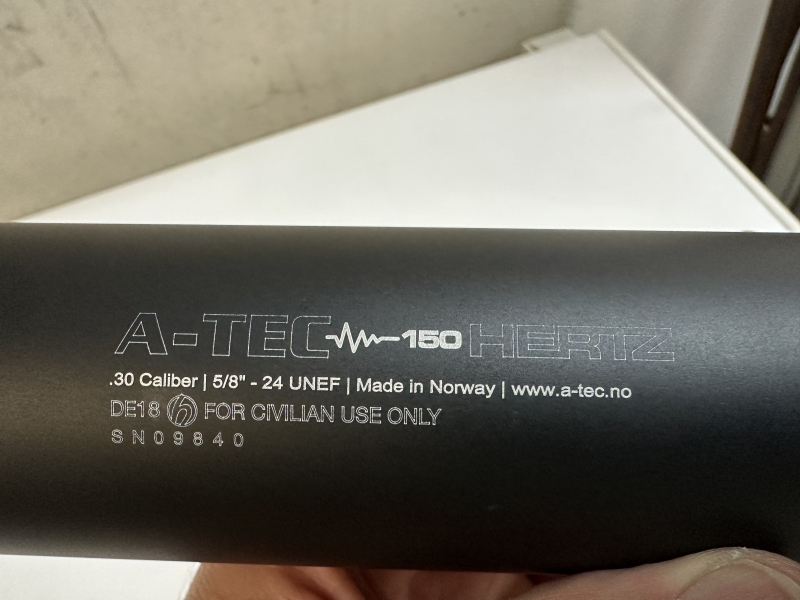 A-TEC 150 HERTZ
.30 Caliber | 5/8" - 24 UNEF | Made in Norway | www.a-tec.no
DE18 FOR CIVILIAN USE ONLY
SN09840